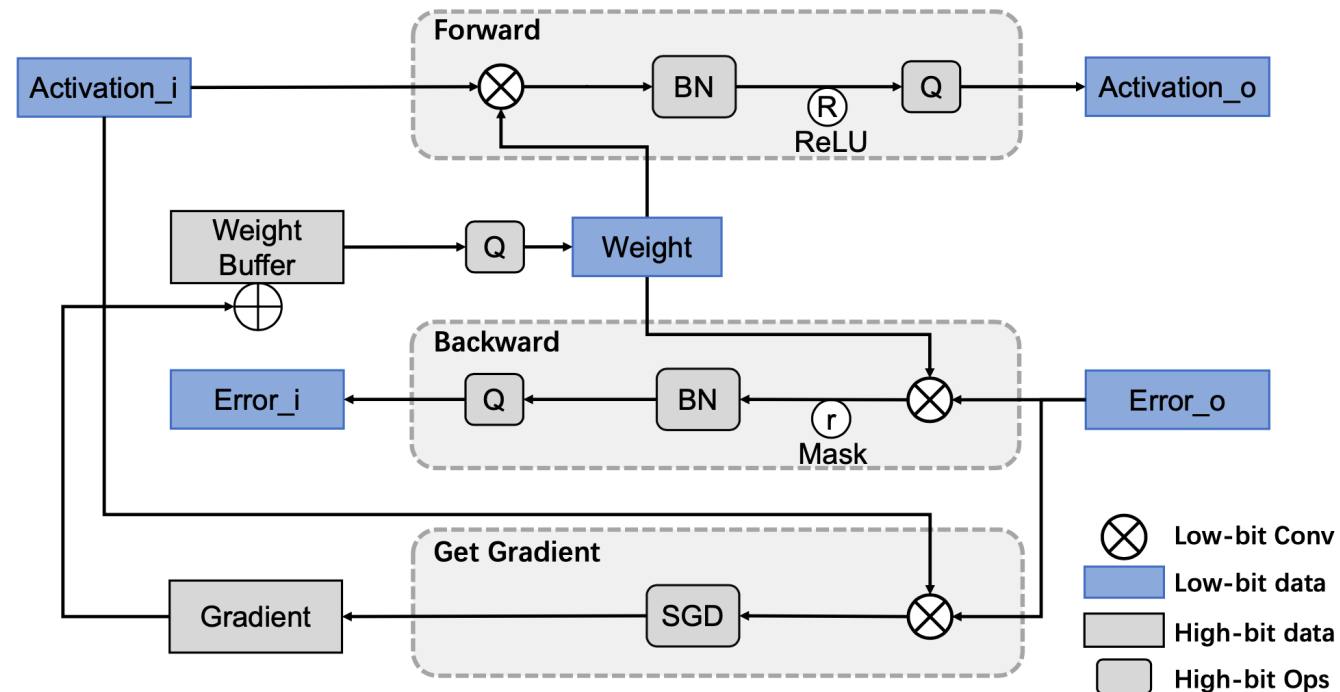 Forward
Activation_i
BN
Q
Activation_o
R
ReLU
Weight
Buffer
Q
Weight
Backward
Error_i
Q
BN
r
Mask
Error_o
Get Gradient
Gradient
SGD
Low-bit Conv
Low-bit data
High-bit data
High-bit Ops